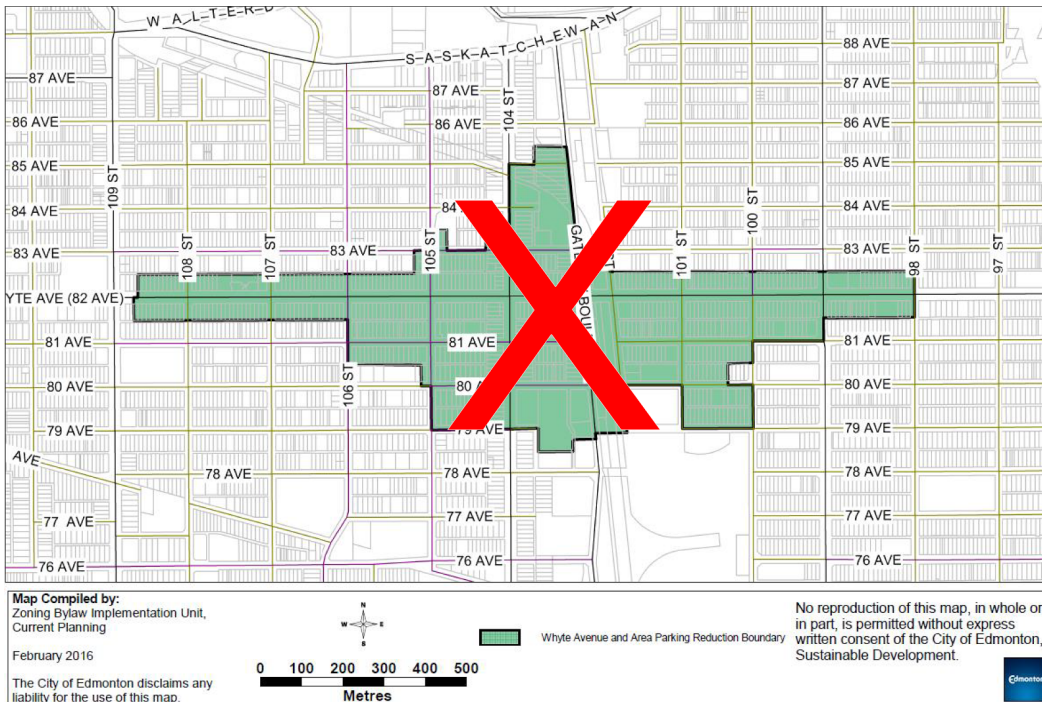 WALTERD
SASKATCHEWAN
88 AVE
87 AVE
87 AVE
87 AVE
104 ST
86 AVE
86 AVE
86 AVE
85 AVE
85 AVE
109 ST
100 ST
84 AVE
84
84 AVE
108 ST
107 ST
105 ST
101 ST
98 ST
97 ST
83 AVE
83 AVE
83 AVE
YTE AVE (82 AVE)
81 AVE
81 AVE
81 AVE
106 ST
80 AVE
80
80 AVE
79 AVE
79 AVE
79 AVE
AVE
78 AVE
78 AVE
78 AVE
77 AVE
77 AVE
77 AVE
76 AVE
76 AVE
76 AVE
Map Compiled by:
Zoning Bylaw Implementation Unit,
Current Planning
February 2016
The City of Edmonton disclaims any
liability for the use of this map.
N
W E
S
0 100 200 300 400 500
Metres
Whyte Avenue and Area Parking Reduction Boundary
No reproduction of this map, in whole or
in part, is permitted without express
written consent of the City of Edmonton,
Sustainable Development.
Edmonton